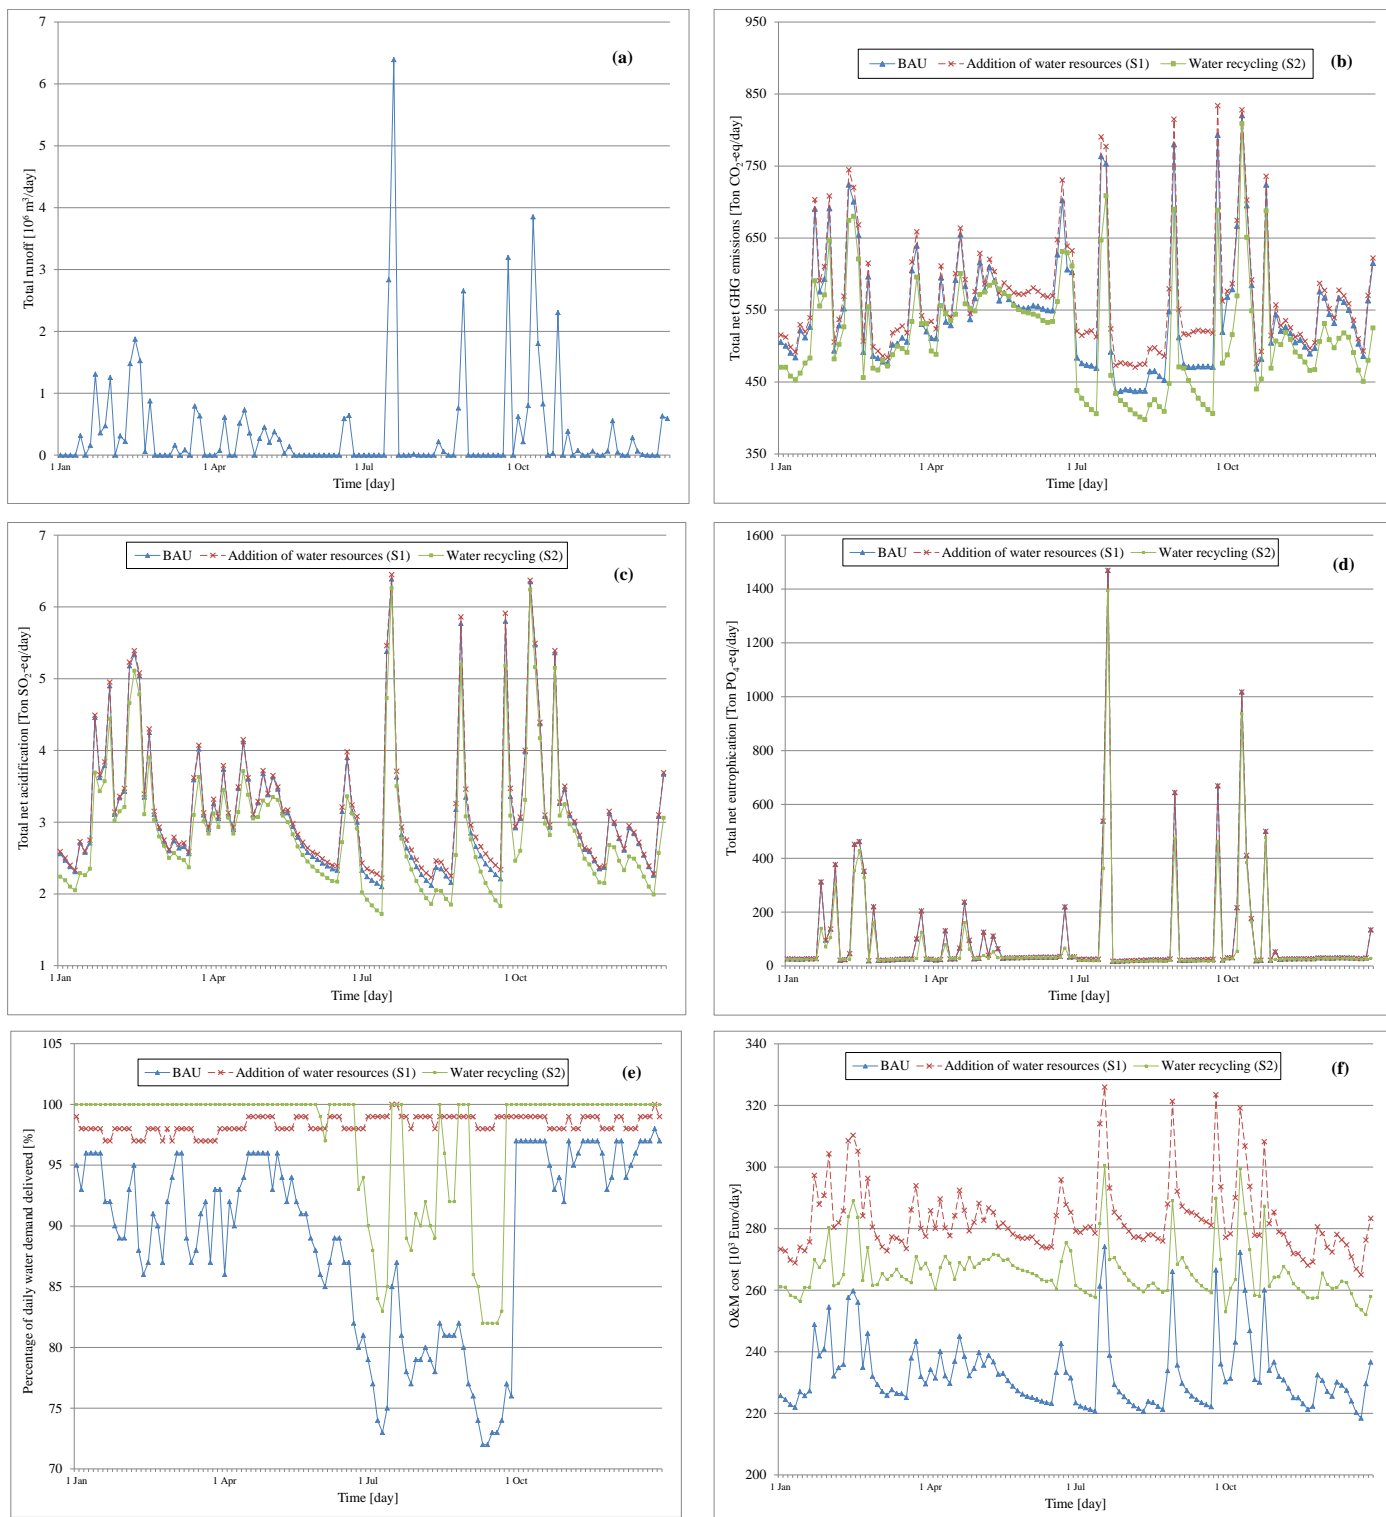 (a)
Total runoff [10⁶ m³/day]
7
6
5
4
3
2
1
0
1 Jan 1 Apr 1 Jul 1 Oct
Time [day]
(b)
BAU Addition of water resources (S1) Water recycling (S2)
Total net GHG emissions [Ton CO₂-eq/day]
950
850
750
650
550
450
350
1 Jan 1 Apr 1 Jul 1 Oct
Time [day]
(c)
BAU Addition of water resources (S1) Water recycling (S2)
Total net acidification [Ton SO₂-eq/day]
7
6
5
4
3
2
1
1 Jan 1 Apr 1 Jul 1 Oct
Time [day]
(d)
BAU Addition of water resources (S1) Water recycling (S2)
Total net eutrophication [Ton PO₄-eq/day]
1600
1400
1200
1000
800
600
400
200
0
1 Jan 1 Apr 1 Jul 1 Oct
Time [day]
(e)
BAU Addition of water resources (S1) Water recycling (S2)
Percentage of daily water demand delivered [%]
105
100
95
90
85
80
75
70
1 Jan 1 Apr 1 Jul 1 Oct
Time [day]
(f)
BAU Addition of water resources (S1) Water recycling (S2)
O&M cost [10³ Euro/day]
340
320
300
280
260
240
220
200
1 Jan 1 Apr 1 Jul 1 Oct
Time [day]